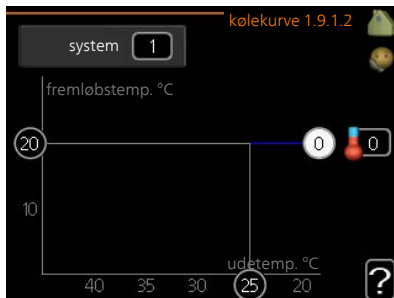 kølekurve 1.9.1.2
system 1
fremløbstemp. °C
20 0 0
10
udetemp. °C
40 35 30 25 20
?